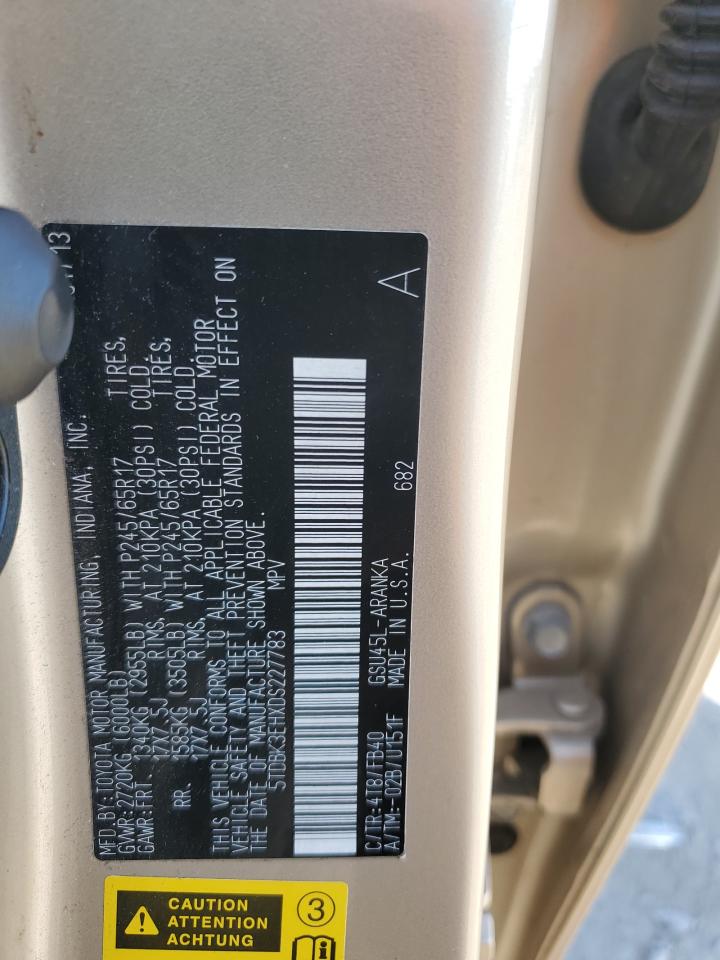 MFD. BY: TOYOTA MOTOR MANUFACTURING, INDIANA, INC. 13
GVWR: 2720KG (6000LB)
GAWR: FRT. 1340KG (2955LB) WITH P245/65R17 TIRES,
17X7.5J RIMS, AT 210KPA (30PSI) COLD.
RR. 1585KG (3505LB) WITH P245/65R17 TIRES,
17X7.5J RIMS, AT 210KPA (30PSI) COLD.
THIS VEHICLE CONFORMS TO ALL APPLICABLE FEDERAL MOTOR
VEHICLE SAFETY AND THEFT PREVENTION STANDARDS IN EFFECT ON
THE DATE OF MANUFACTURE SHOWN ABOVE.
5TDBK3EHXDS227783 MPV
C/TR: 4T8/FB40 GSU45L-ARANKA 682 A
A/TM: -02B/U151F MADE IN U.S.A.
CAUTION
ATTENTION
ACHTUNG
3